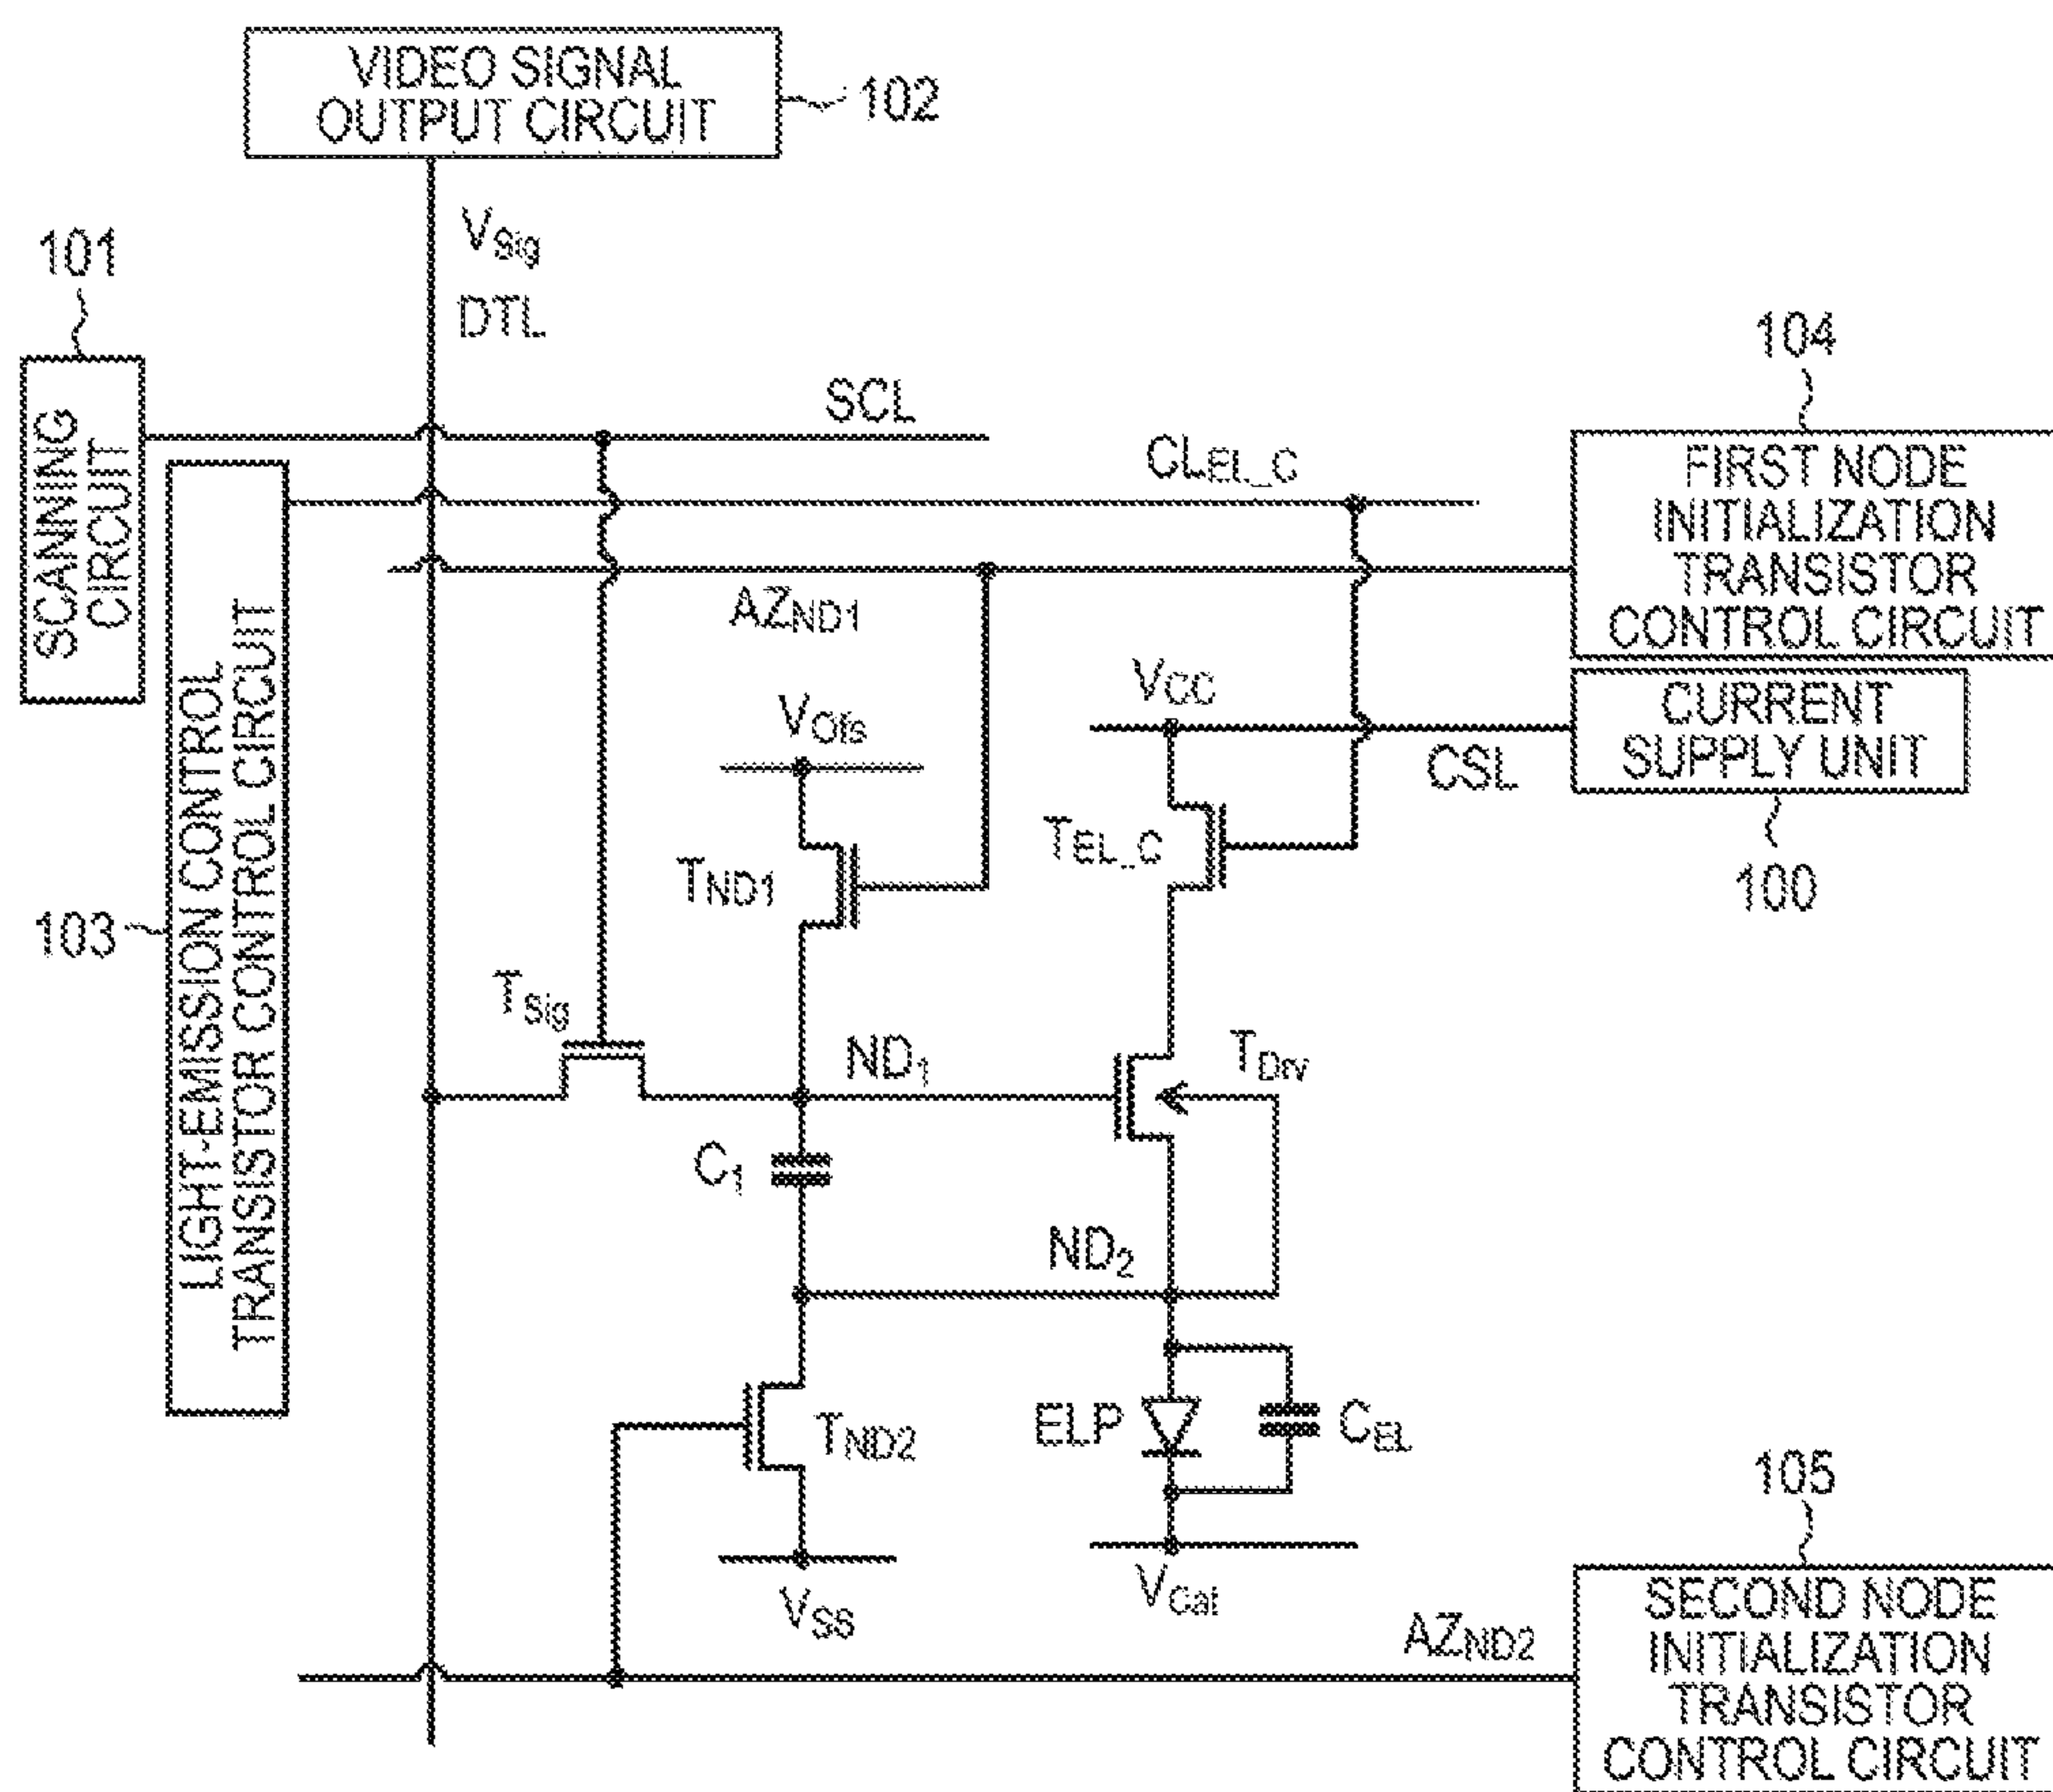 VIDEO SIGNAL
OUTPUT CIRCUIT
102
VSig
DTL
101
SCANNING
CIRCUIT
SCL
CLEL_C
104
FIRST NODE
INITIALIZATION
TRANSISTOR
CONTROL CIRCUIT
AZND1
VCC
CURRENT
SUPPLY UNIT
CSL
100
VOfs
TEL_C
TND1
103
LIGHT-EMISSION CONTROL
TRANSISTOR CONTROL CIRCUIT
TSig
ND1
TDrv
C1
ND2
ELP
CEL
TND2
VSS
VCat
105
AZND2
SECOND NODE
INITIALIZATION
TRANSISTOR
CONTROL CIRCUIT